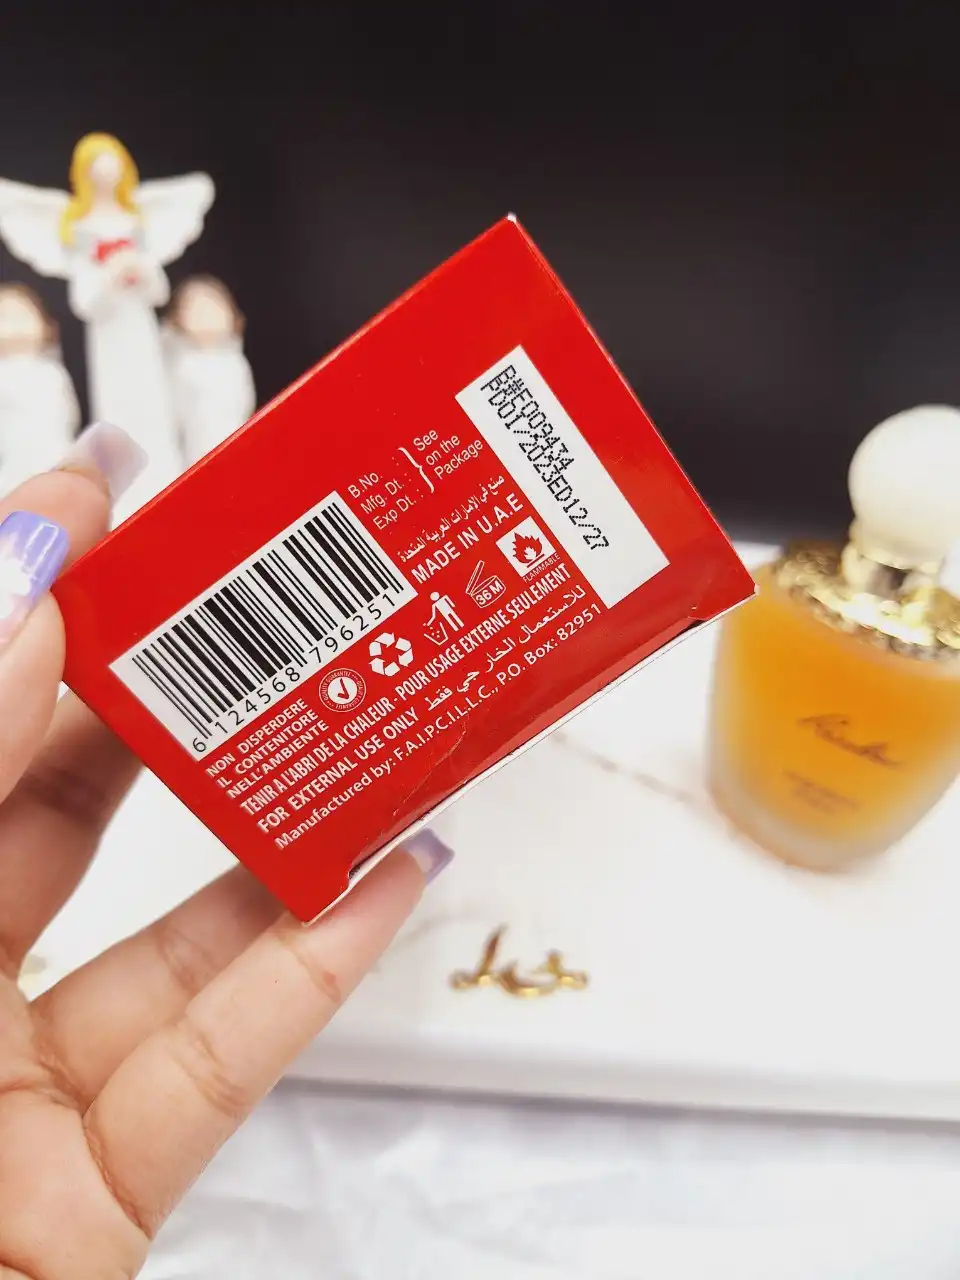 B#FQ09434
PD01/2023ED12/27
B.No. :
Mfg. Dt. :
Exp Dt. :
See
on the
Package
صنع في الإمارات العربية المتحدة
MADE IN U.A.E
FLAMMABLE
36 M
6 124568 796251
NON DISPERDERE
IL CONTENITORE
NELL'AMBIENTE
TENIR A L'ABRI DE LA CHALEUR - POUR USAGE EXTERNE SEULEMENT
FOR EXTERNAL USE ONLY للاستعمال الخارجي فقط
Manufactured by: F.A.I.P.C.I.L.L.C., P.O. Box: 82951